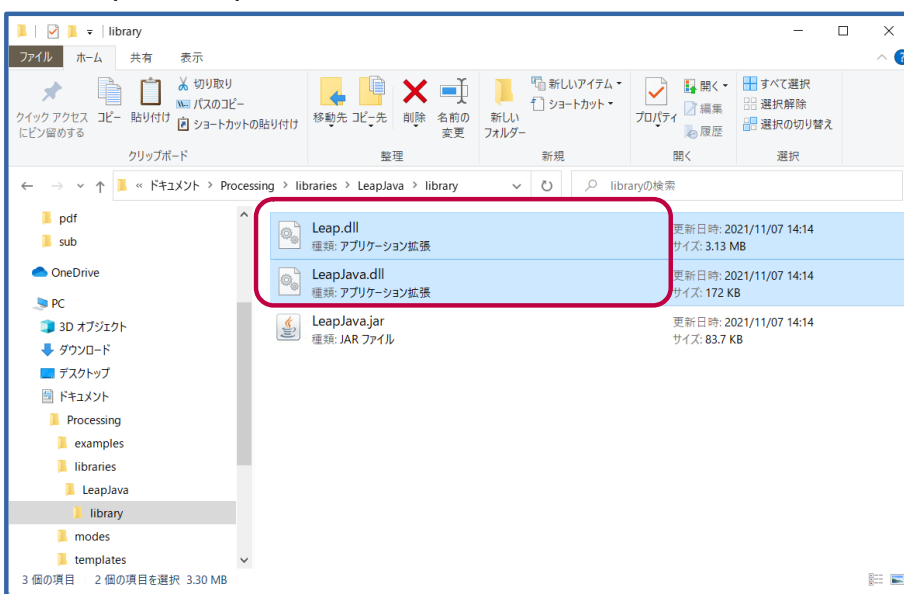 library
ファイル ホーム 共有 表示
クイック アクセス
にピン留めする
コピー
貼り付け
切り取り
パスのコピー
ショートカットの貼り付け
クリップボード
移動先
コピー先
削除
名前の
変更
整理
新しい
フォルダー
新しいアイテム
ショートカット
新規
プロパティ
開く
編集
履歴
開く
すべて選択
選択解除
選択の切り替え
選択
« ドキュメント > Processing > libraries > LeapJava > library
libraryの検索
pdf
sub
OneDrive
PC
3D オブジェクト
ダウンロード
デスクトップ
ドキュメント
Processing
examples
libraries
LeapJava
library
modes
templates
Leap.dll
種類: アプリケーション拡張
更新日時: 2021/11/07 14:14
サイズ: 3.13 MB
LeapJava.dll
種類: アプリケーション拡張
更新日時: 2021/11/07 14:14
サイズ: 172 KB
LeapJava.jar
種類: JAR ファイル
更新日時: 2021/11/07 14:14
サイズ: 83.7 KB
3 個の項目 2 個の項目を選択 3.30 MB